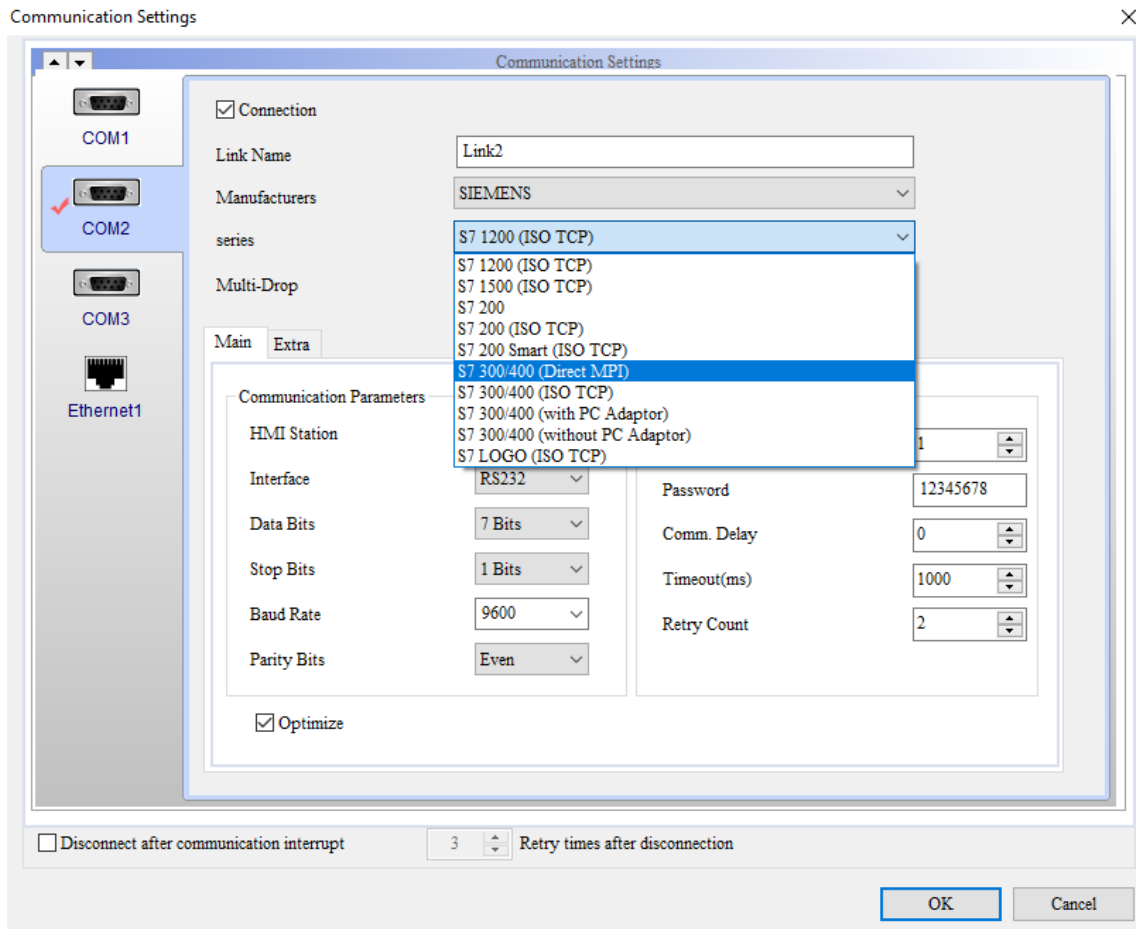 Communication Settings
Communication Settings
COM1
COM2
COM3
Ethernet1
Connection
Link Name Link2
Manufacturers SIEMENS
series S7 1200 (ISO TCP)
S7 1200 (ISO TCP)
S7 1500 (ISO TCP)
S7 200
S7 200 (ISO TCP)
S7 200 Smart (ISO TCP)
S7 300/400 (Direct MPI)
S7 300/400 (ISO TCP)
S7 300/400 (with PC Adaptor)
S7 300/400 (without PC Adaptor)
S7 LOGO (ISO TCP)
Multi-Drop
Main Extra
Communication Parameters
HMI Station
Interface RS232
Data Bits 7 Bits
Stop Bits 1 Bits
Baud Rate 9600
Parity Bits Even
1
Password 12345678
Comm. Delay 0
Timeout(ms) 1000
Retry Count 2
Optimize
Disconnect after communication interrupt 3 Retry times after disconnection
OK Cancel